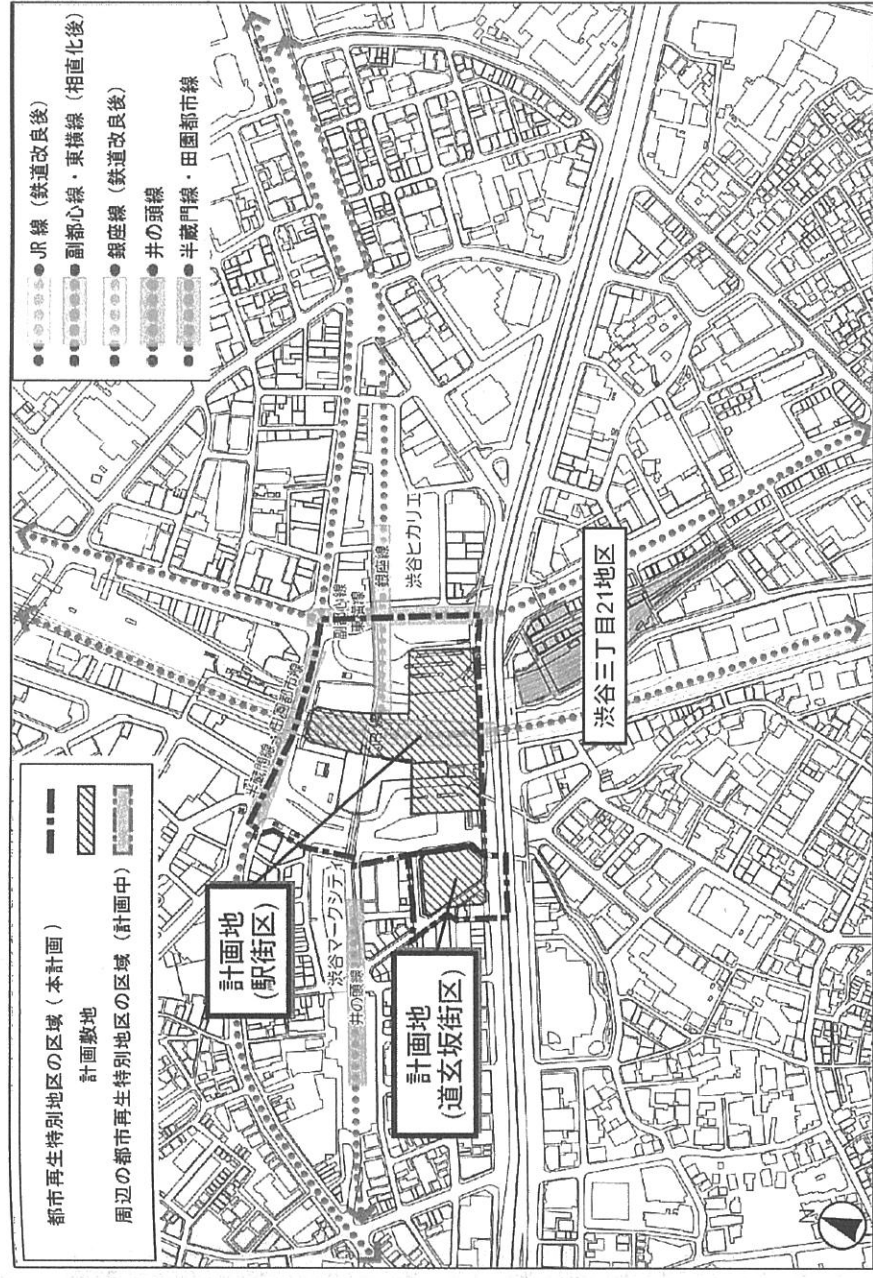 都市再生特別地区の区域（本計画）
計画敷地
周辺の都市再生特別地区の区域（計画中）
JR線（鉄道改良後）
副都心線・東横線（相直化後）
銀座線（鉄道改良後）
井の頭線
半蔵門線・田園都市線
計画地
(駅街区)
計画地
(道玄坂街区)
渋谷マークシティ
井の頭線
半蔵門線・田園都市線
副都心線
東横線
銀座線
渋谷ヒカリエ
JR線
渋谷三丁目21地区
N